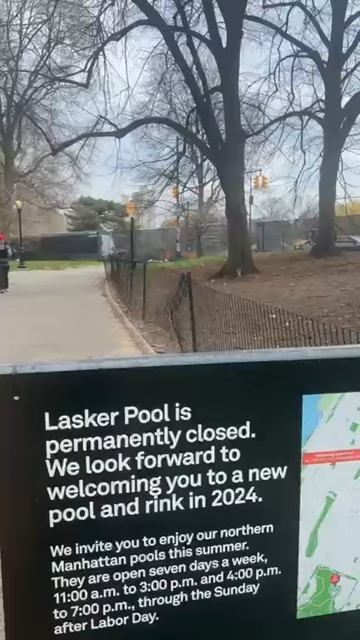 Lasker Pool is
permanently closed.
We look forward to
welcoming you to a new
pool and rink in 2024.
We invite you to enjoy our northern
Manhattan pools this summer.
They are open seven days a week,
11:00 a.m. to 3:00 p.m. and 4:00 p.m.
to 7:00 p.m., through the Sunday
after Labor Day.